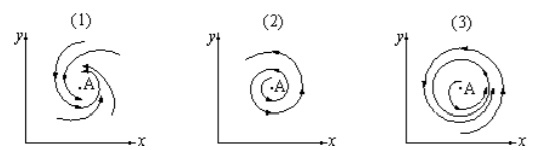 (1) (2) (3)
y y y
A A A
x x x